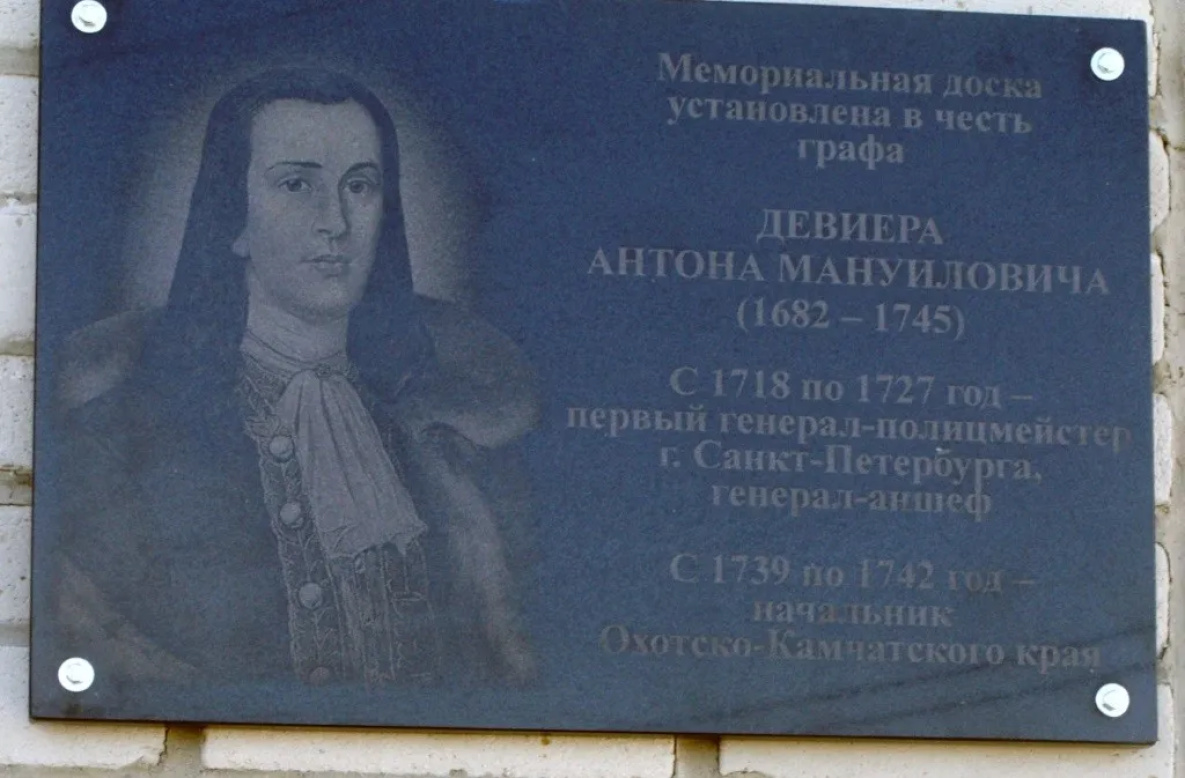 Мемориальная доска
установлена в честь
графа
ДЕВИЕРА
АНТОНА МАНУИЛОВИЧА
(1682 – 1745)
С 1718 по 1727 год –
первый генерал-полицмейстер
г. Санкт-Петербурга,
генерал-аншеф
С 1739 по 1742 год –
начальник
Охотско-Камчатского края